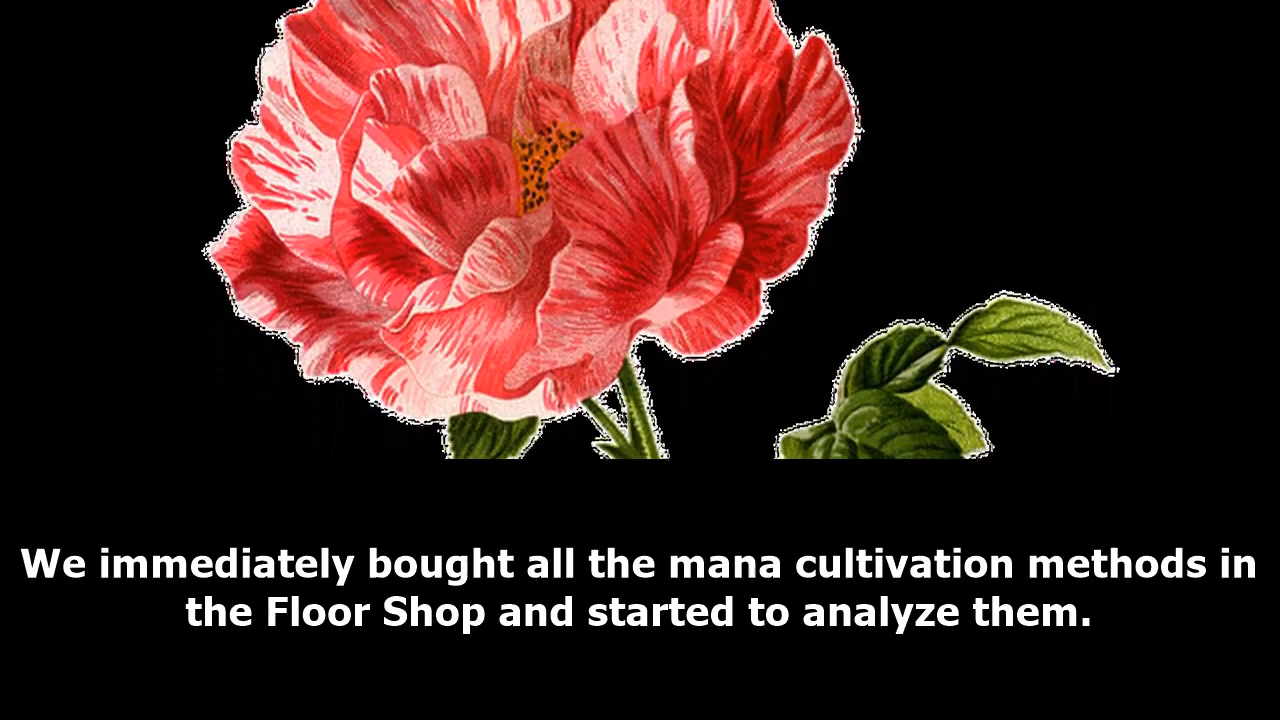 We immediately bought all the mana cultivation methods in
the Floor Shop and started to analyze them.